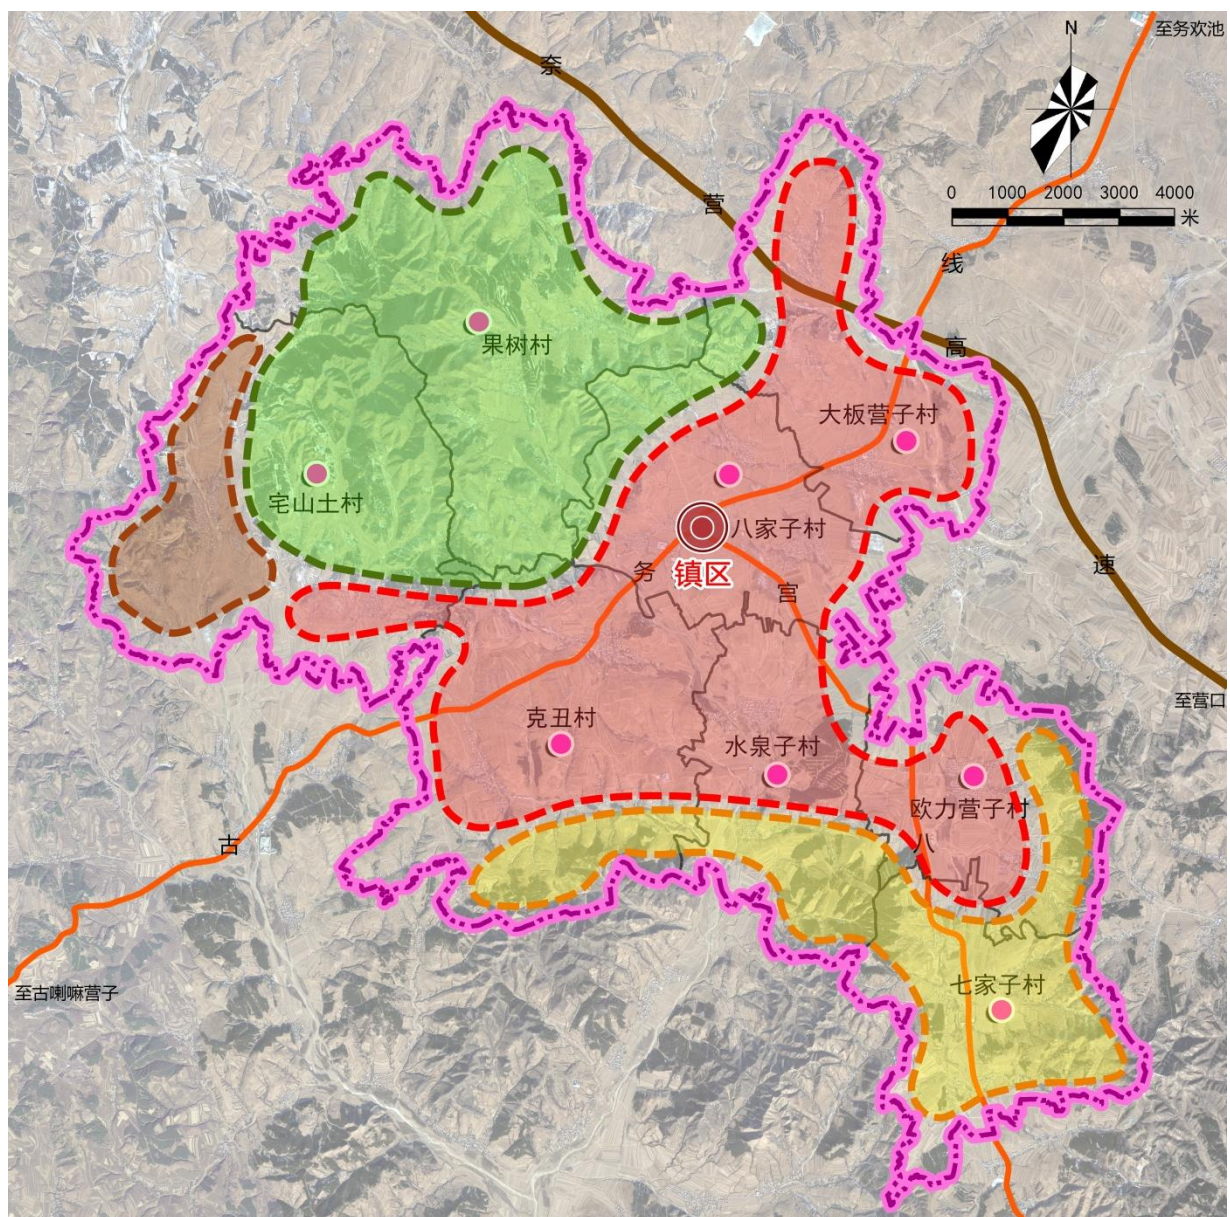 至务欢池
N
0 1000 2000 3000 4000
米
奈
营
线
高
速
果树村
大板营子村
宅山土村
八家子村
镇区
务
宫
至营口
克丑村
水泉子村
欧力营子村
八
古
七家子村
至古喇嘛营子